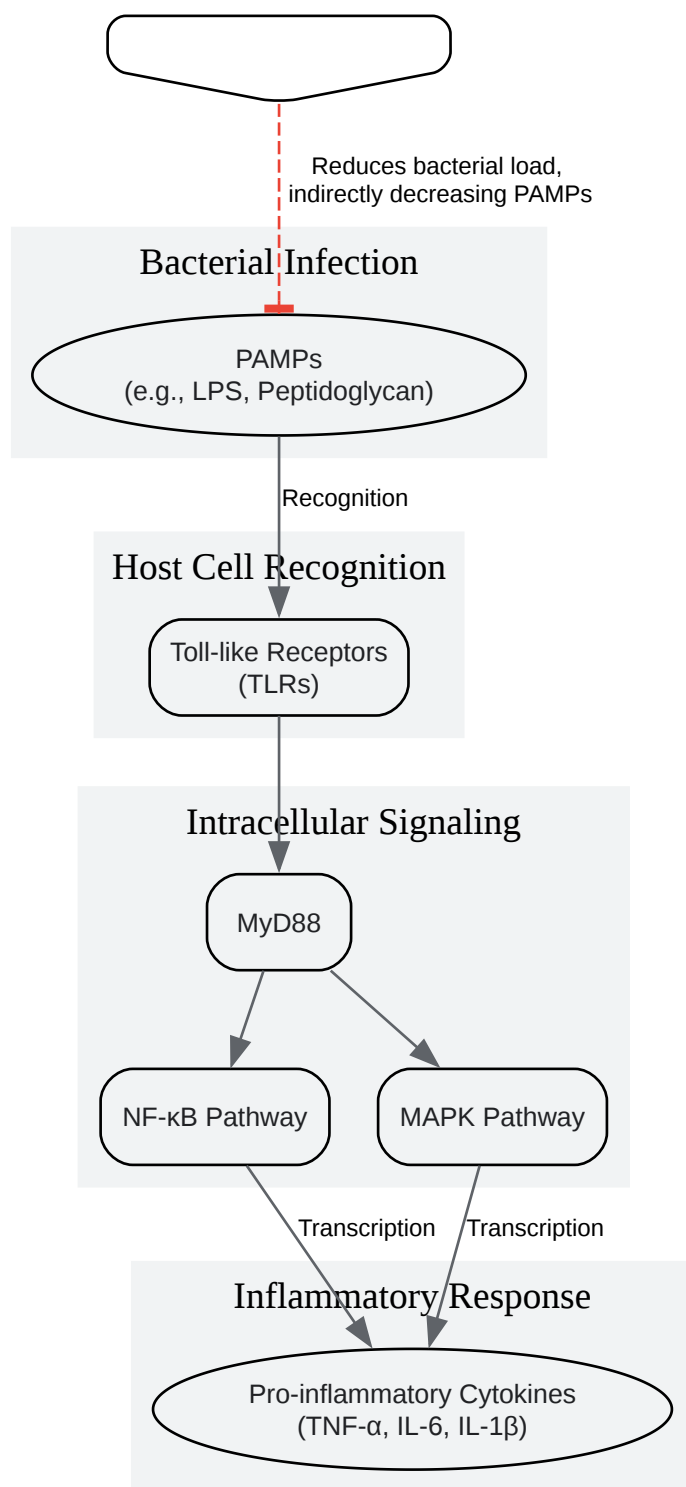 Reduces bacterial load,
indirectly decreasing PAMPs
Bacterial Infection
PAMPs
(e.g., LPS, Peptidoglycan)
Recognition
Host Cell Recognition
Toll-like Receptors
(TLRs)
Intracellular Signaling
MyD88
NF-κB Pathway
MAPK Pathway
Transcription
Transcription
Inflammatory Response
Pro-inflammatory Cytokines
(TNF-α, IL-6, IL-1β)